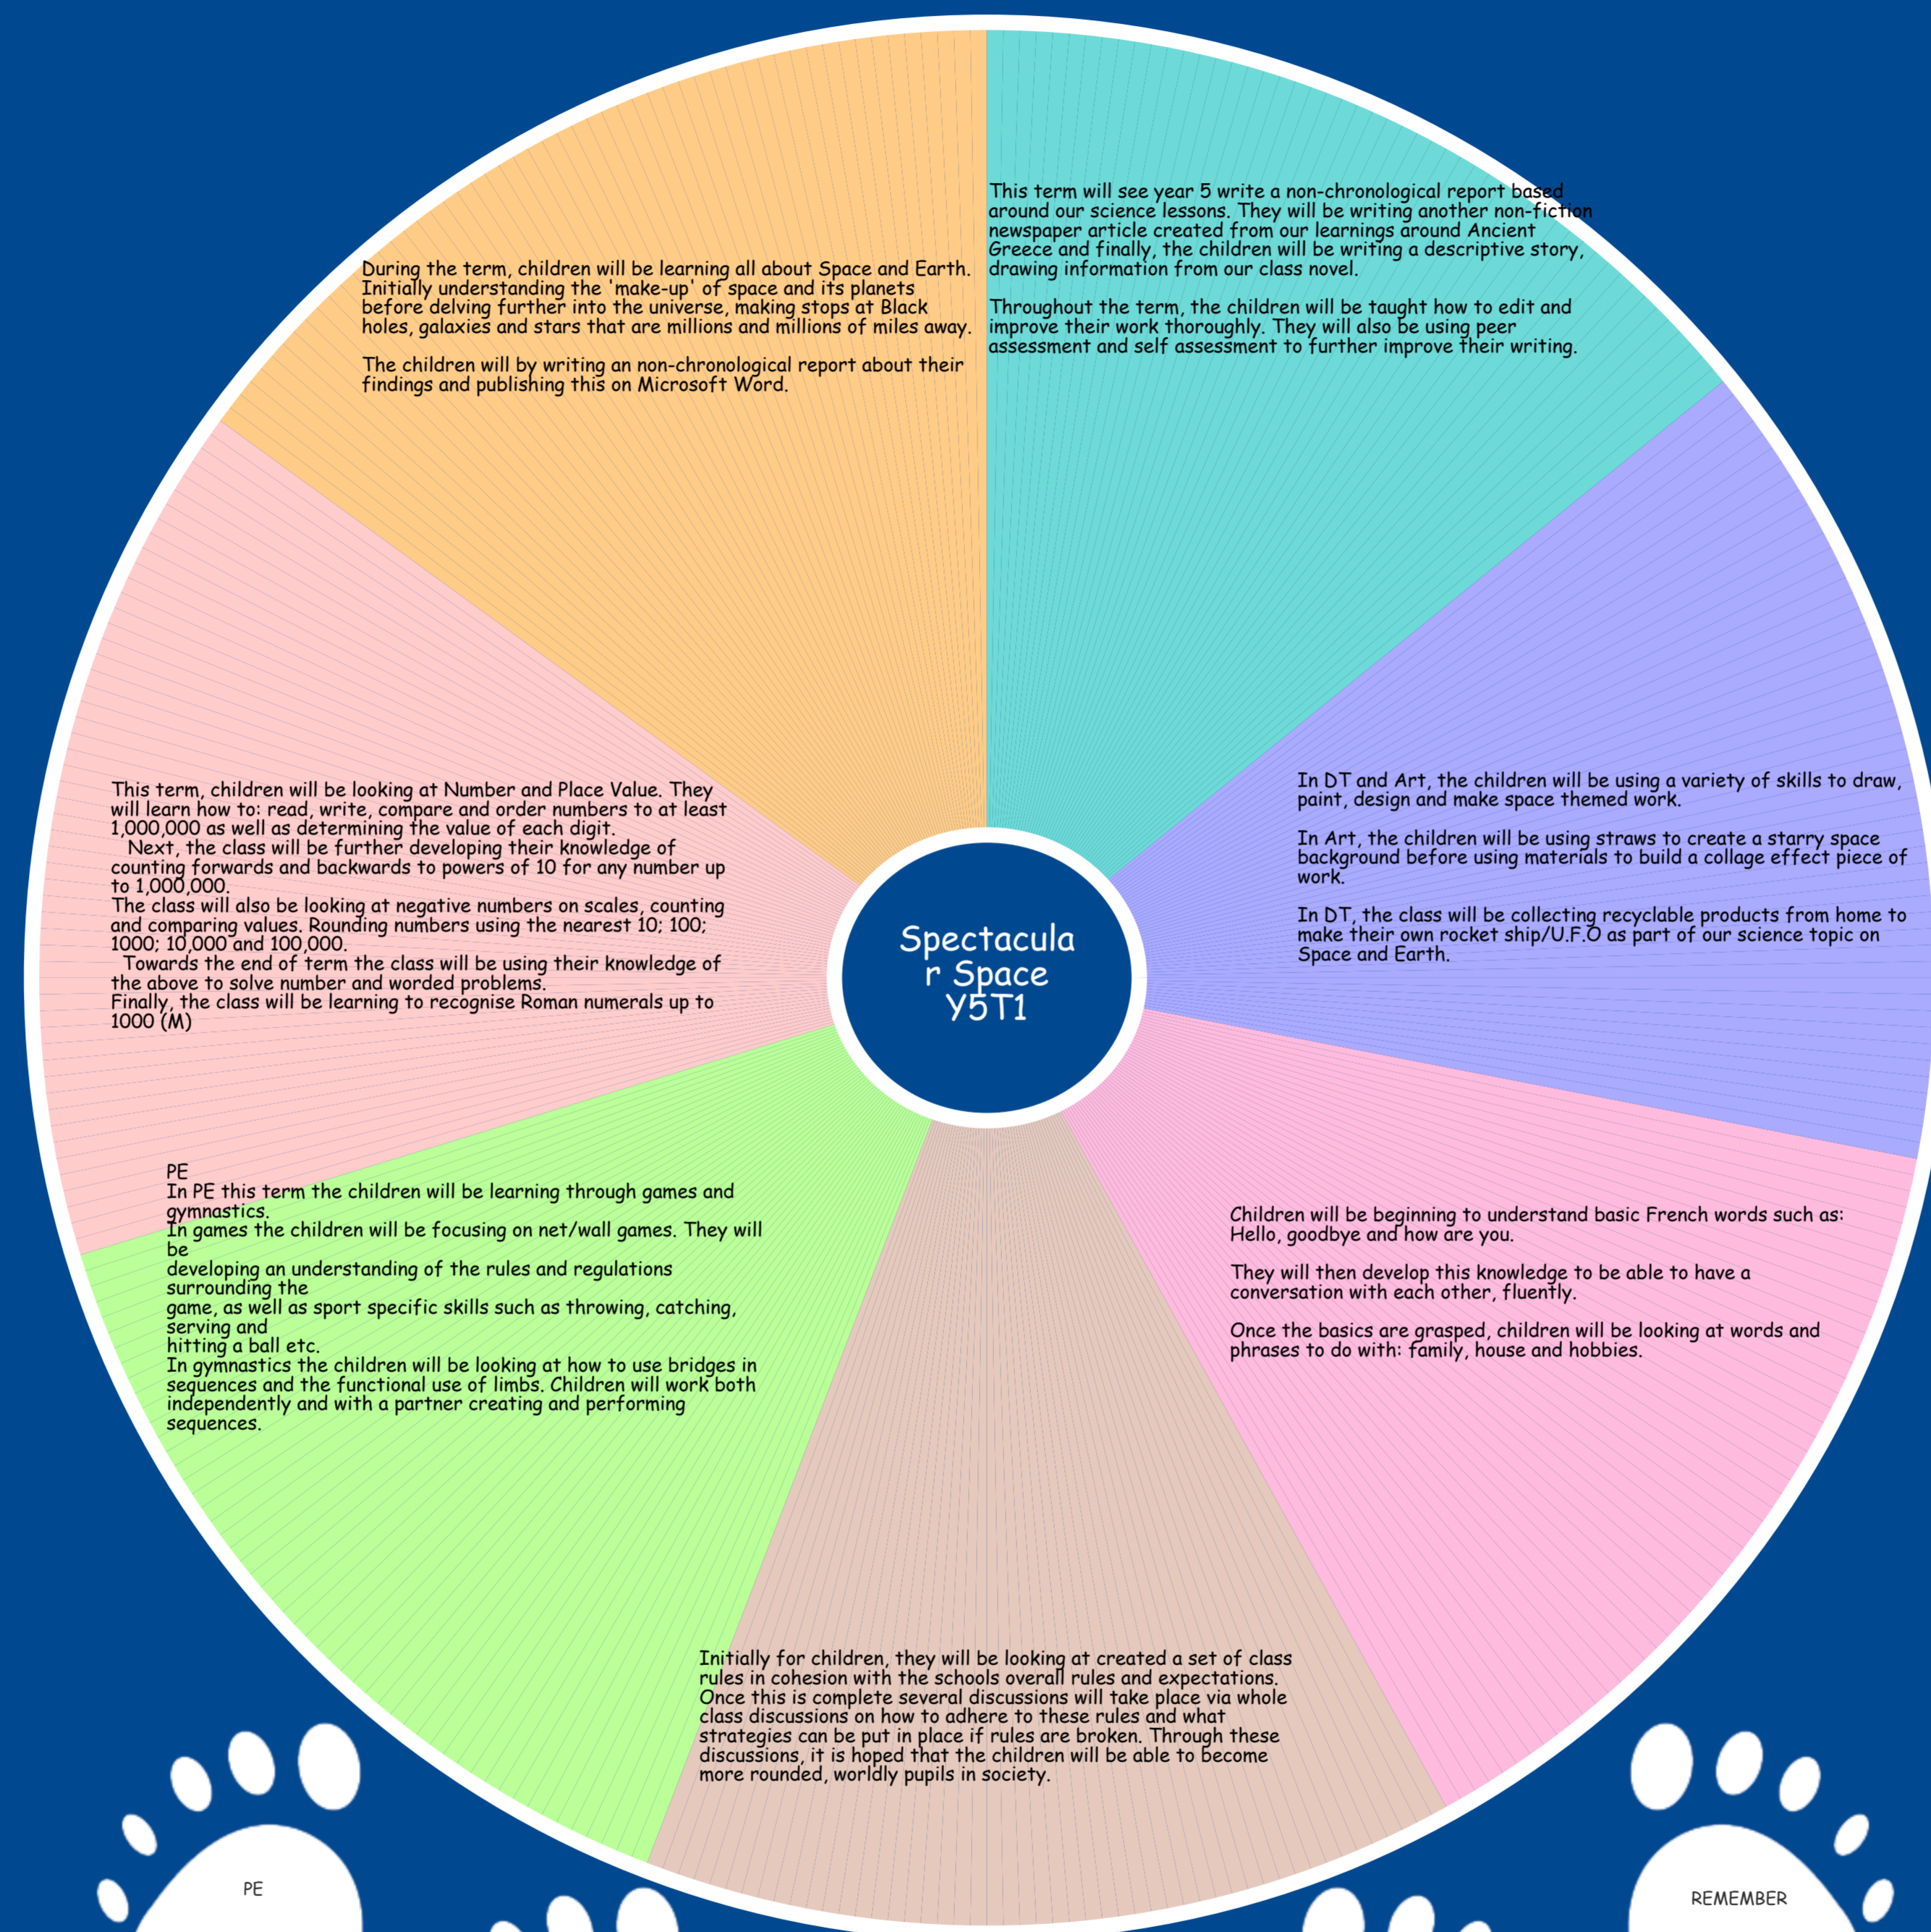 This term will see year 5 write a non-chronological report based
around our science lessons. They will be writing another non-fiction
newspaper article created from our learnings around Ancient
Greece and finally, the children will be writing a descriptive story,
drawing information from our class novel.
Throughout the term, the children will be taught how to edit and
improve their work thoroughly. They will also be using peer
assessment and self assessment to further improve their writing.
During the term, children will be learning all about Space and Earth.
Initially understanding the 'make-up' of space and its planets
before delving further into the universe, making stops at Black
holes, galaxies and stars that are millions and millions of miles away.
The children will by writing an non-chronological report about their
findings and publishing this on Microsoft Word.
In DT and Art, the children will be using a variety of skills to draw,
paint, design and make space themed work.
In Art, the children will be using straws to create a starry space
background before using materials to build a collage effect piece of
work.
In DT, the class will be collecting recyclable products from home to
make their own rocket ship/U.F.O as part of our science topic on
Space and Earth.
This term, children will be looking at Number and Place Value. They
will learn how to: read, write, compare and order numbers to at least
1,000,000 as well as determining the value of each digit.
Next, the class will be further developing their knowledge of
counting forwards and backwards to powers of 10 for any number up
to 1,000,000.
The class will also be looking at negative numbers on scales, counting
and comparing values. Rounding numbers using the nearest 10; 100;
1000; 10,000 and 100,000.
Towards the end of term the class will be using their knowledge of
the above to solve number and worded problems.
Finally, the class will be learning to recognise Roman numerals up to
1000 (M)
Spectacula
r Space
Y5T1
PE
In PE this term the children will be learning through games and
gymnastics.
In games the children will be focusing on net/wall games. They will
be
developing an understanding of the rules and regulations
surrounding the
game, as well as sport specific skills such as throwing, catching,
serving and
hitting a ball etc.
In gymnastics the children will be looking at how to use bridges in
sequences and the functional use of limbs. Children will work both
independently and with a partner creating and performing
sequences.
Children will be beginning to understand basic French words such as:
Hello, goodbye and how are you.
They will then develop this knowledge to be able to have a
conversation with each other, fluently.
Once the basics are grasped, children will be looking at words and
phrases to do with: family, house and hobbies.
Initially for children, they will be looking at created a set of class
rules in cohesion with the schools overall rules and expectations.
Once this is complete several discussions will take place via whole
class discussions on how to adhere to these rules and what
strategies can be put in place if rules are broken. Through these
discussions, it is hoped that the children will be able to become
more rounded, worldly pupils in society.
PE
REMEMBER